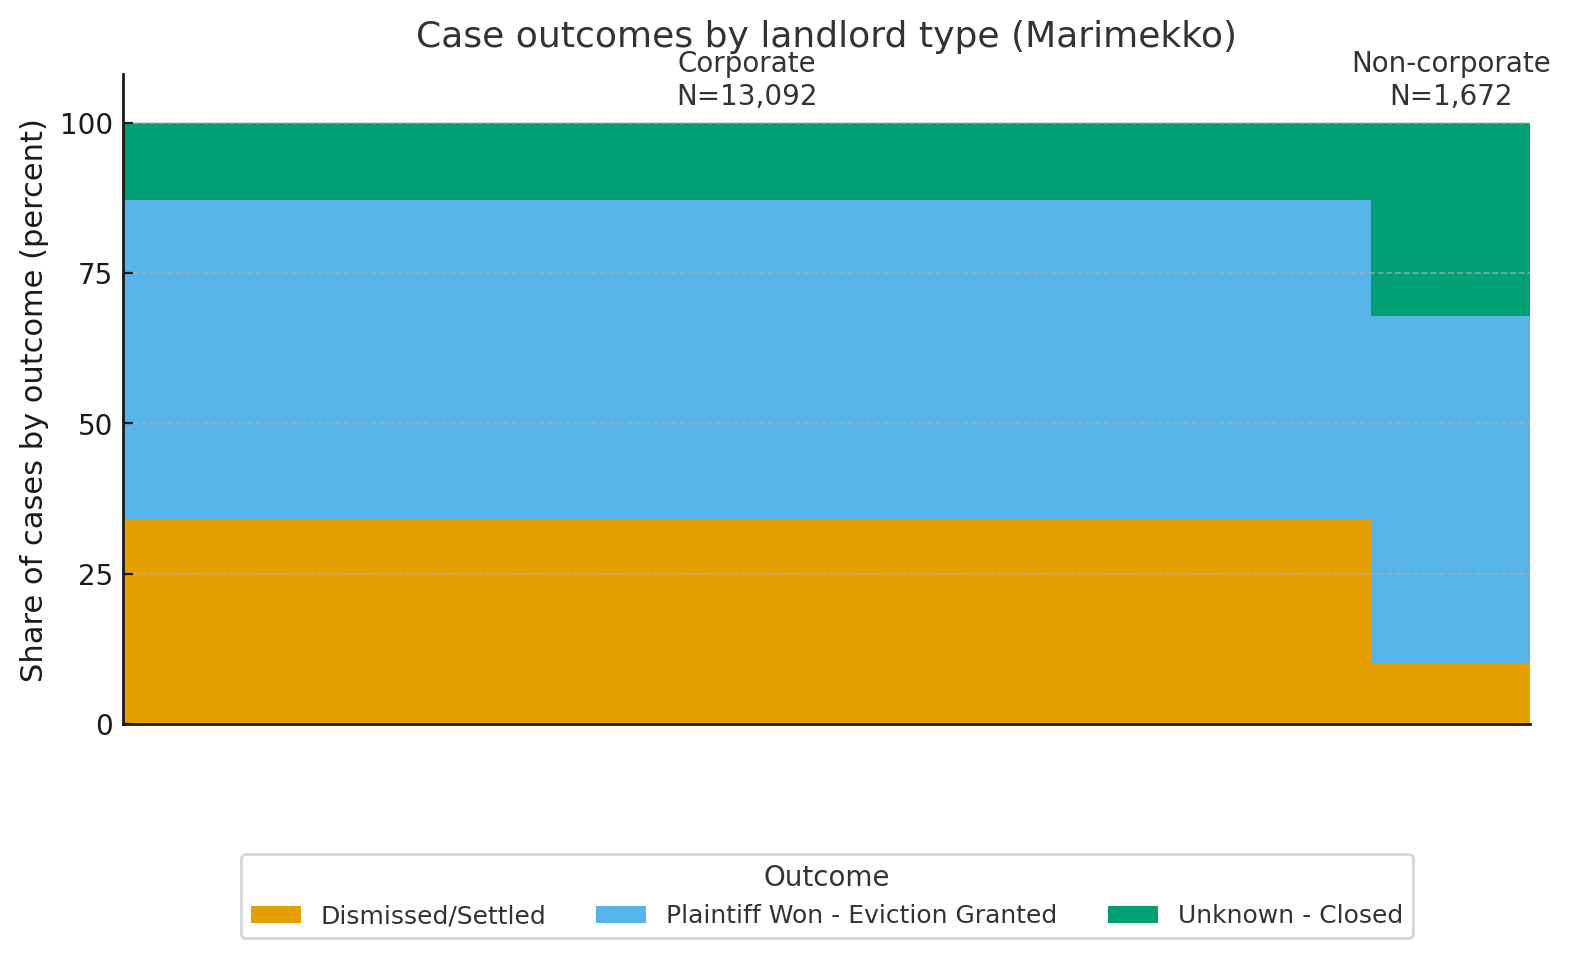 Case outcomes by landlord type (Marimekko)
Corporate
N=13,092
Non-corporate
N=1,672
Share of cases by outcome (percent)
100
75
50
25
0
Outcome
Dismissed/Settled
Plaintiff Won - Eviction Granted
Unknown - Closed